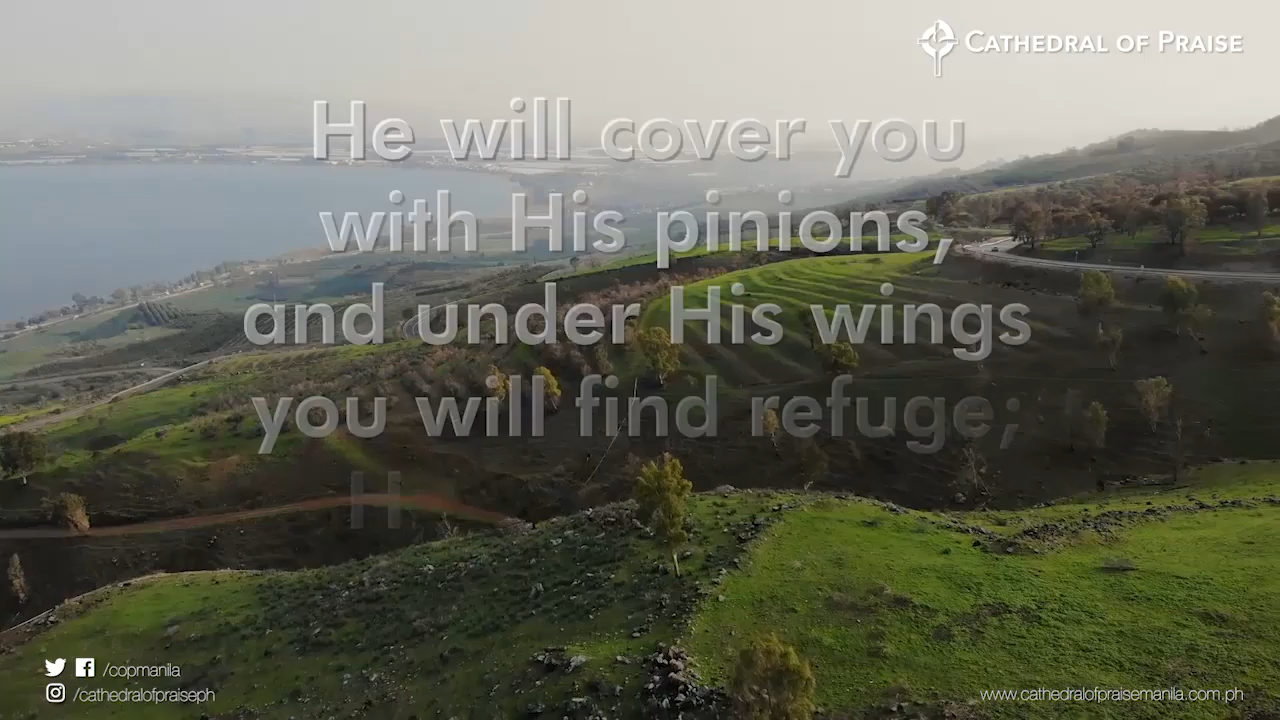 Cathedral of Praise
He will cover you
with His pinions,
and under His wings
you will find refuge;
H
/copmanila
/cathedralofpraiseph
www.cathedralofpraisemanila.com.ph